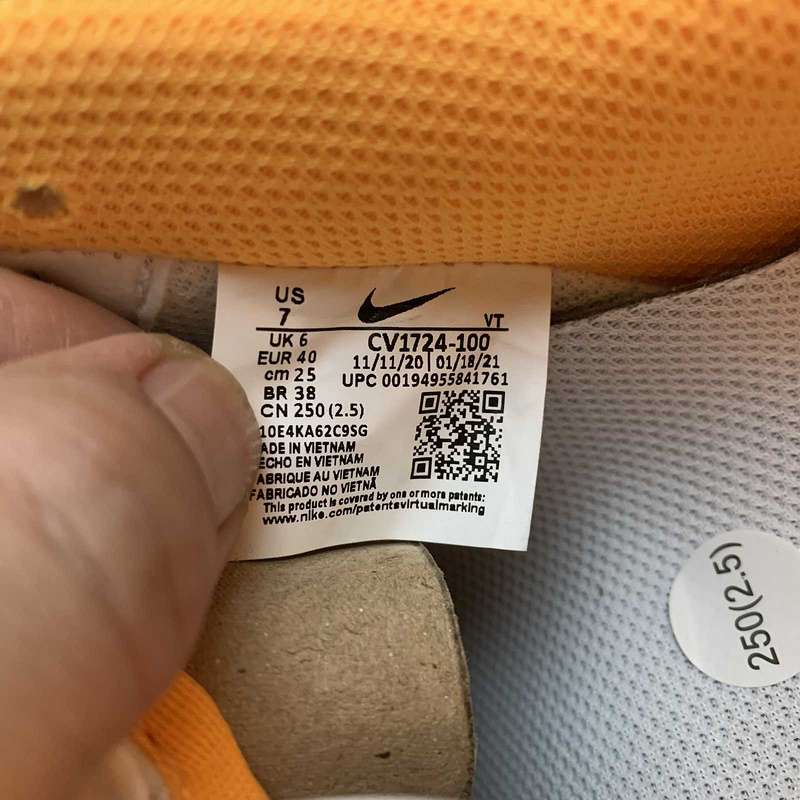 US
7
VT
UK 6
CV1724-100
EUR 40
11/11/20 | 01/18/21
cm 25
UPC 00194955841761
BR 38
CN 250 (2.5)
10E4KA62C9SG
ADE IN VIETNAM
ECHO EN VIETNAM
ABRIQUE AU VIETNAM
FABRICADO NO VIETNÃ
This product is covered by one or more patents:
www.nike.com/patentsvirtualmarking
250(2.5)